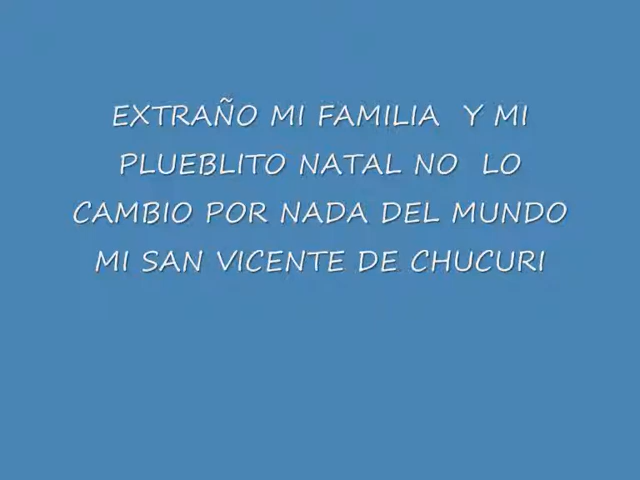 EXTRAÑO MI FAMILIA Y MI
PLUEBLITO NATAL NO LO
CAMBIO POR NADA DEL MUNDO
MI SAN VICENTE DE CHUCURI